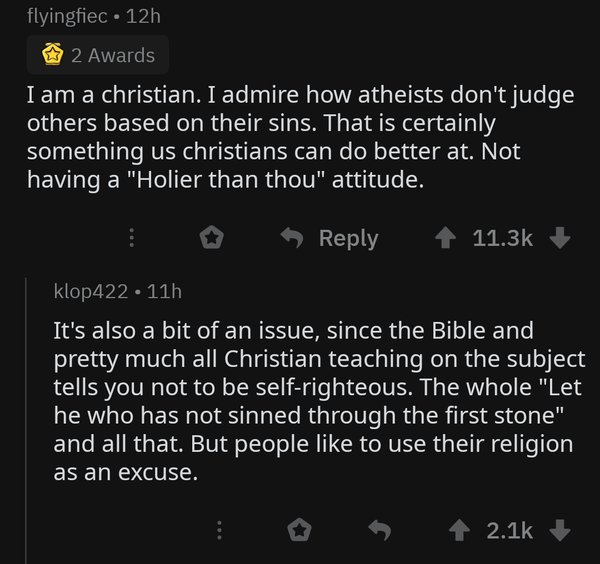 flyingfiec • 12h
2 Awards
I am a christian. I admire how atheists don't judge
others based on their sins. That is certainly
something us christians can do better at. Not
having a "Holier than thou" attitude.
Reply 11.3k
klop422 • 11h
It's also a bit of an issue, since the Bible and
pretty much all Christian teaching on the subject
tells you not to be self-righteous. The whole "Let
he who has not sinned through the first stone"
and all that. But people like to use their religion
as an excuse.
2.1k